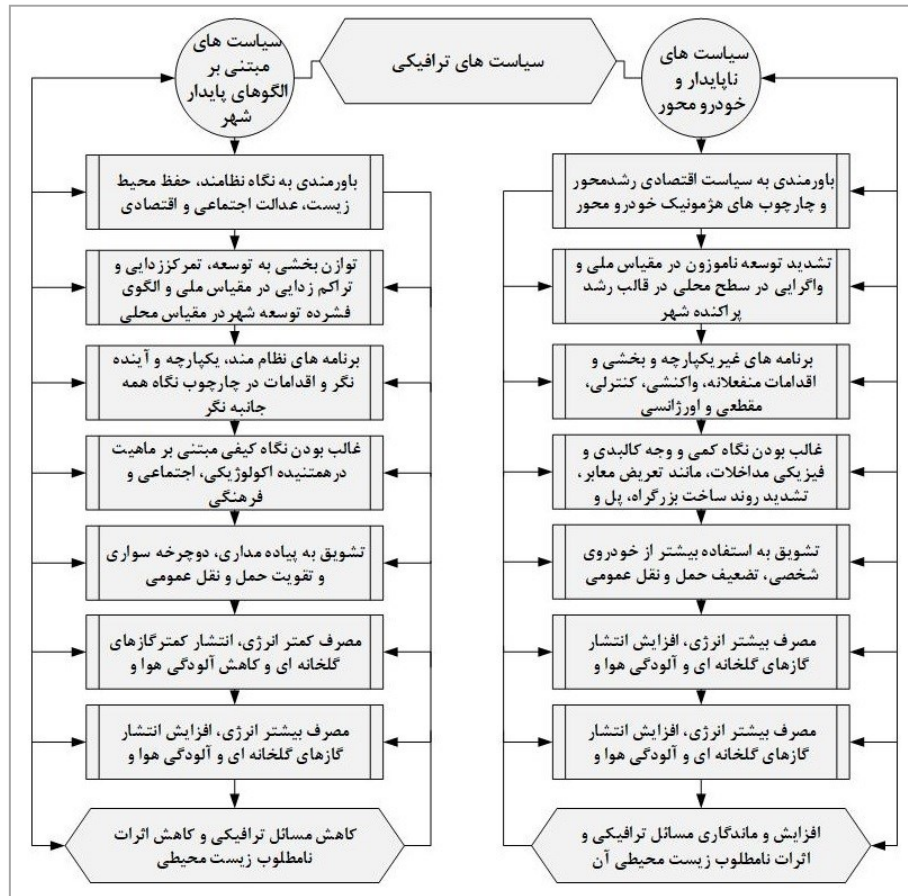 سیاست های ترافیکی
سیاست های
ناپایدار و
خودرو محور
باورمندی به سیاست اقتصادی رشدمحور
و چارچوب های هژمونیک خودرو محور
تشدید توسعه ناموزون در مقیاس ملی و
واگرایی در سطح محلی در قالب رشد
پراکنده شهر
برنامه های غیریکپارچه و بخشی و
اقدامات منفعلانه، واکنشی، کنترلی،
مقطعی و اورژانسی
غالب بودن نگاه کمی و وجه کالبدی و
فیزیکی مداخلات، مانند تعریض معابر،
تشدید روند ساخت بزرگراه، پل و
تشویق به استفاده بیشتر از خودروی
شخصی، تضعیف حمل و نقل عمومی
مصرف بیشتر انرژی، افزایش انتشار
گازهای گلخانه ای و آلودگی هوا و
مصرف بیشتر انرژی، افزایش انتشار
گازهای گلخانه ای و آلودگی هوا و
افزایش و ماندگاری مسائل ترافیکی و
اثرات نامطلوب زیست محیطی آن
سیاست های
مبتنی بر
الگوهای پایدار
شهر
باورمندی به نگاه نظامند، حفظ محیط
زیست، عدالت اجتماعی و اقتصادی
توازن بخشی به توسعه، تمرکززدایی و
تراکم زدایی در مقیاس ملی و الگوی
فشرده توسعه شهر در مقیاس محلی
برنامه های نظام مند، یکپارچه و آینده
نگر و اقدامات در چارچوب نگاه همه
جانبه نگر
غالب بودن نگاه کیفی مبتنی بر ماهیت
درهمتنیده اکولوژیکی، اجتماعی و
فرهنگی
تشویق به پیاده مداری، دوچرخه سواری
و تقویت حمل و نقل عمومی
مصرف کمتر انرژی، انتشار کمترگازهای
گلخانه ای و کاهش آلودگی هوا و
مصرف بیشتر انرژی، افزایش انتشار
گازهای گلخانه ای و آلودگی هوا و
کاهش مسائل ترافیکی و کاهش اثرات
نامطلوب زیست محیطی